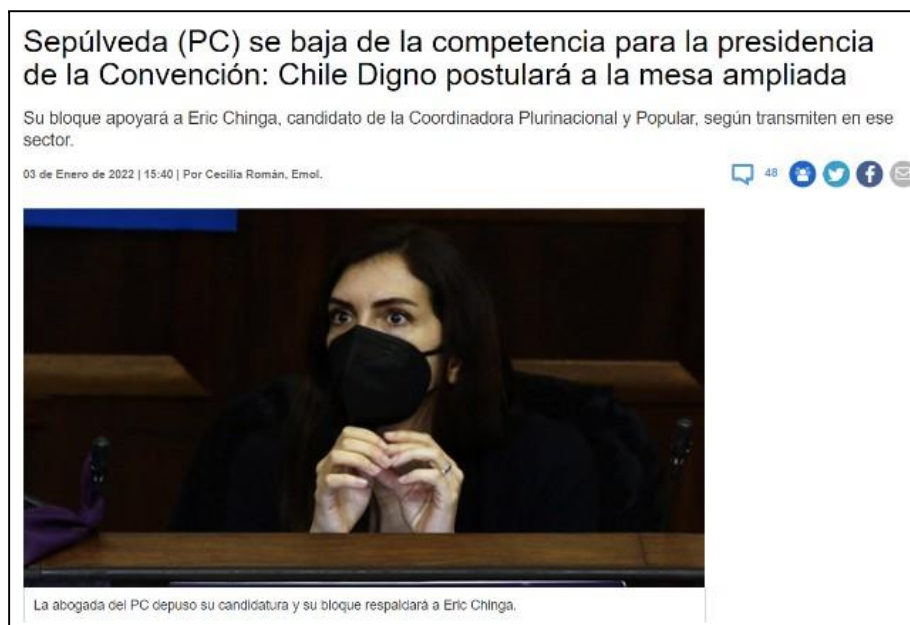 Sepúlveda (PC) se baja de la competencia para la presidencia
de la Convención: Chile Digno postulará a la mesa ampliada
Su bloque apoyará a Eric Chinga, candidato de la Coordinadora Plurinacional y Popular, según transmiten en ese
sector.
03 de Enero de 2022 | 15:40 | Por Cecilia Román, Emol.
48
La abogada del PC depuso su candidatura y su bloque respaldará a Eric Chinga.